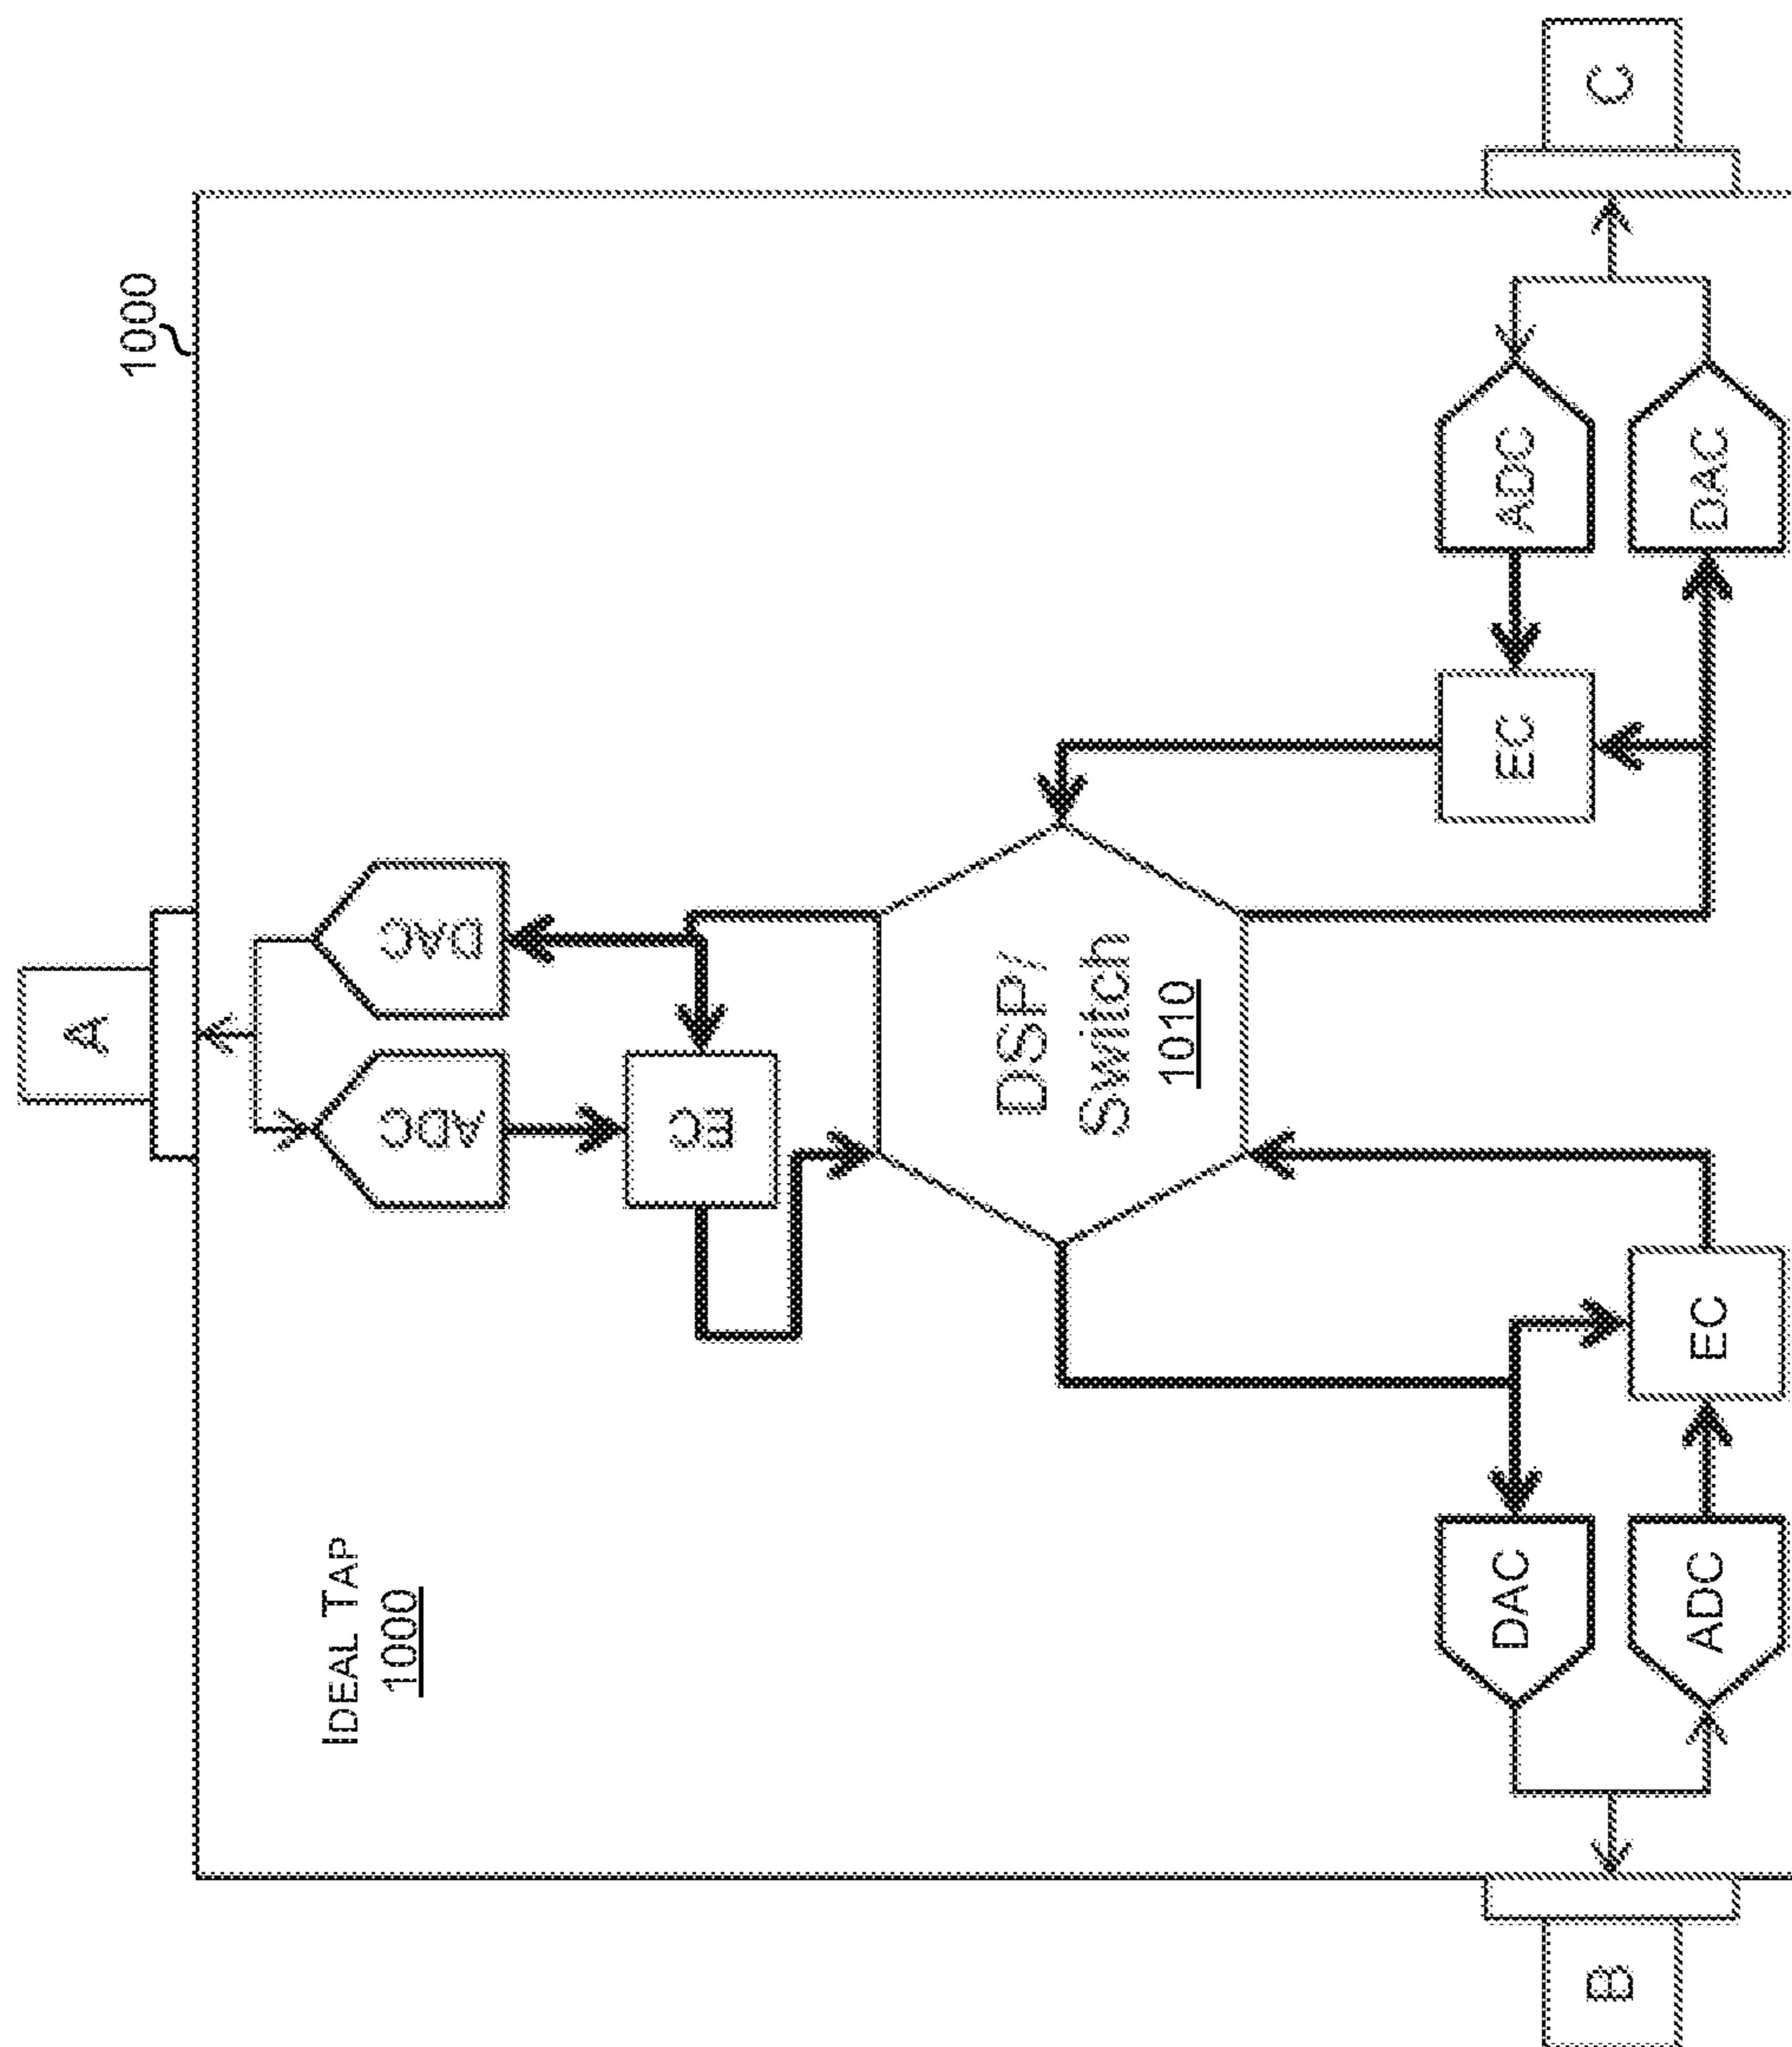 1000
IDEAL TAP
1000
A
ADC
DAC
EC
DSP/
Switch
1010
EC
EC
DAC
ADC
ADC
DAC
B
C